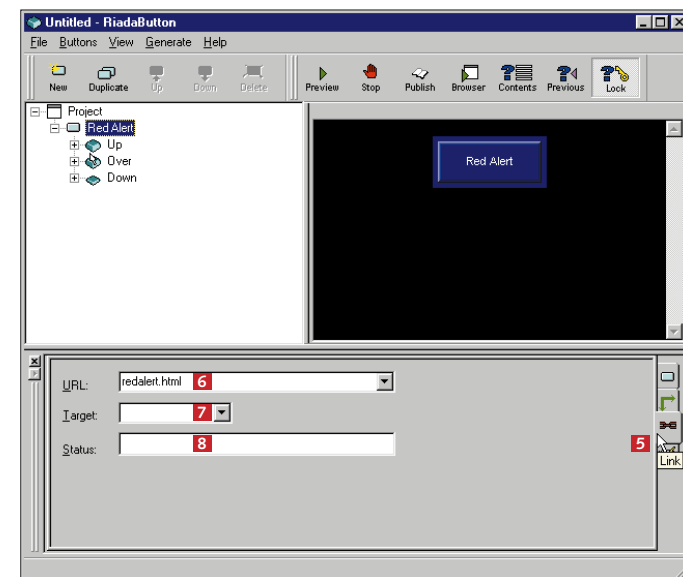 Untitled - RiadaButton
File Buttons View Generate Help
New Duplicate Up Down Delete Preview Stop Publish Browser Contents Previous Lock
Project
Red Alert
Up
Over
Down
Red Alert
URL: redalert.html 6
Target: 7
Status: 8
5
Link